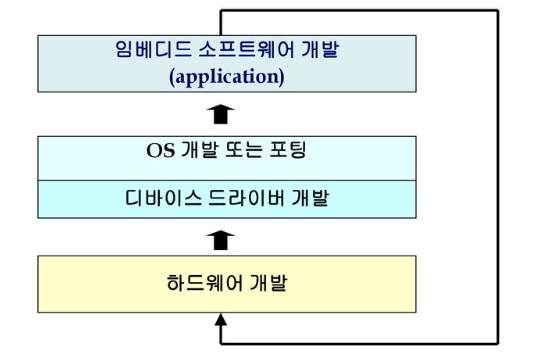 임베디드 소프트웨어 개발
(application)
OS 개발 또는 포팅
디바이스 드라이버 개발
하드웨어 개발